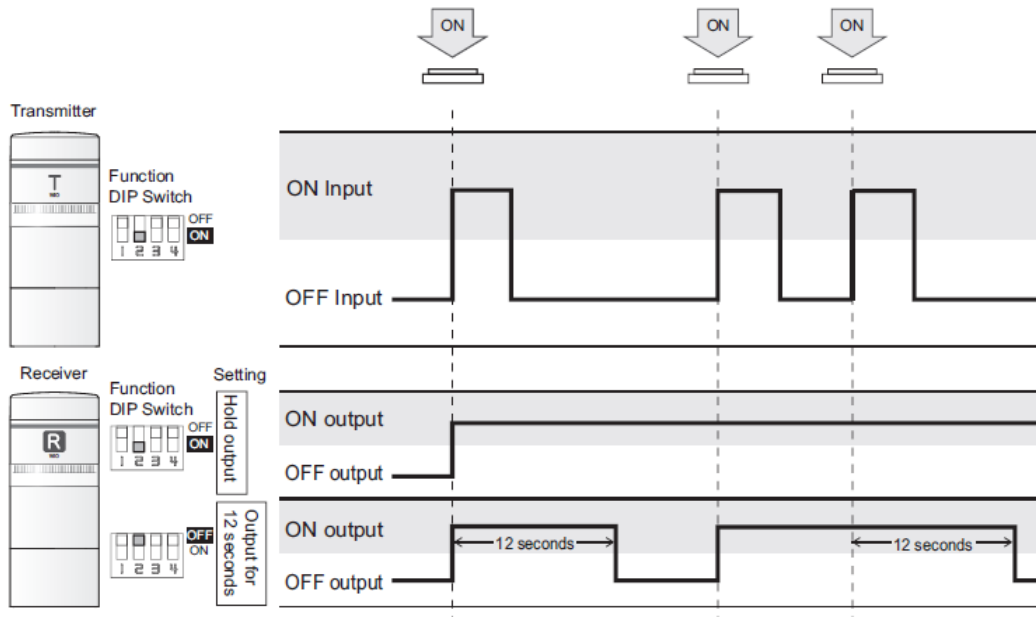 ON ON ON
Transmitter
T
Function
DIP Switch
OFF
ON
1 2 3 4
ON Input
OFF Input
Receiver
R
Function
DIP Switch
OFF
ON
1 2 3 4
Setting
Hold output
ON output
OFF output
OFF
ON
1 2 3 4
Output for
12 seconds
ON output
12 seconds
12 seconds
OFF output